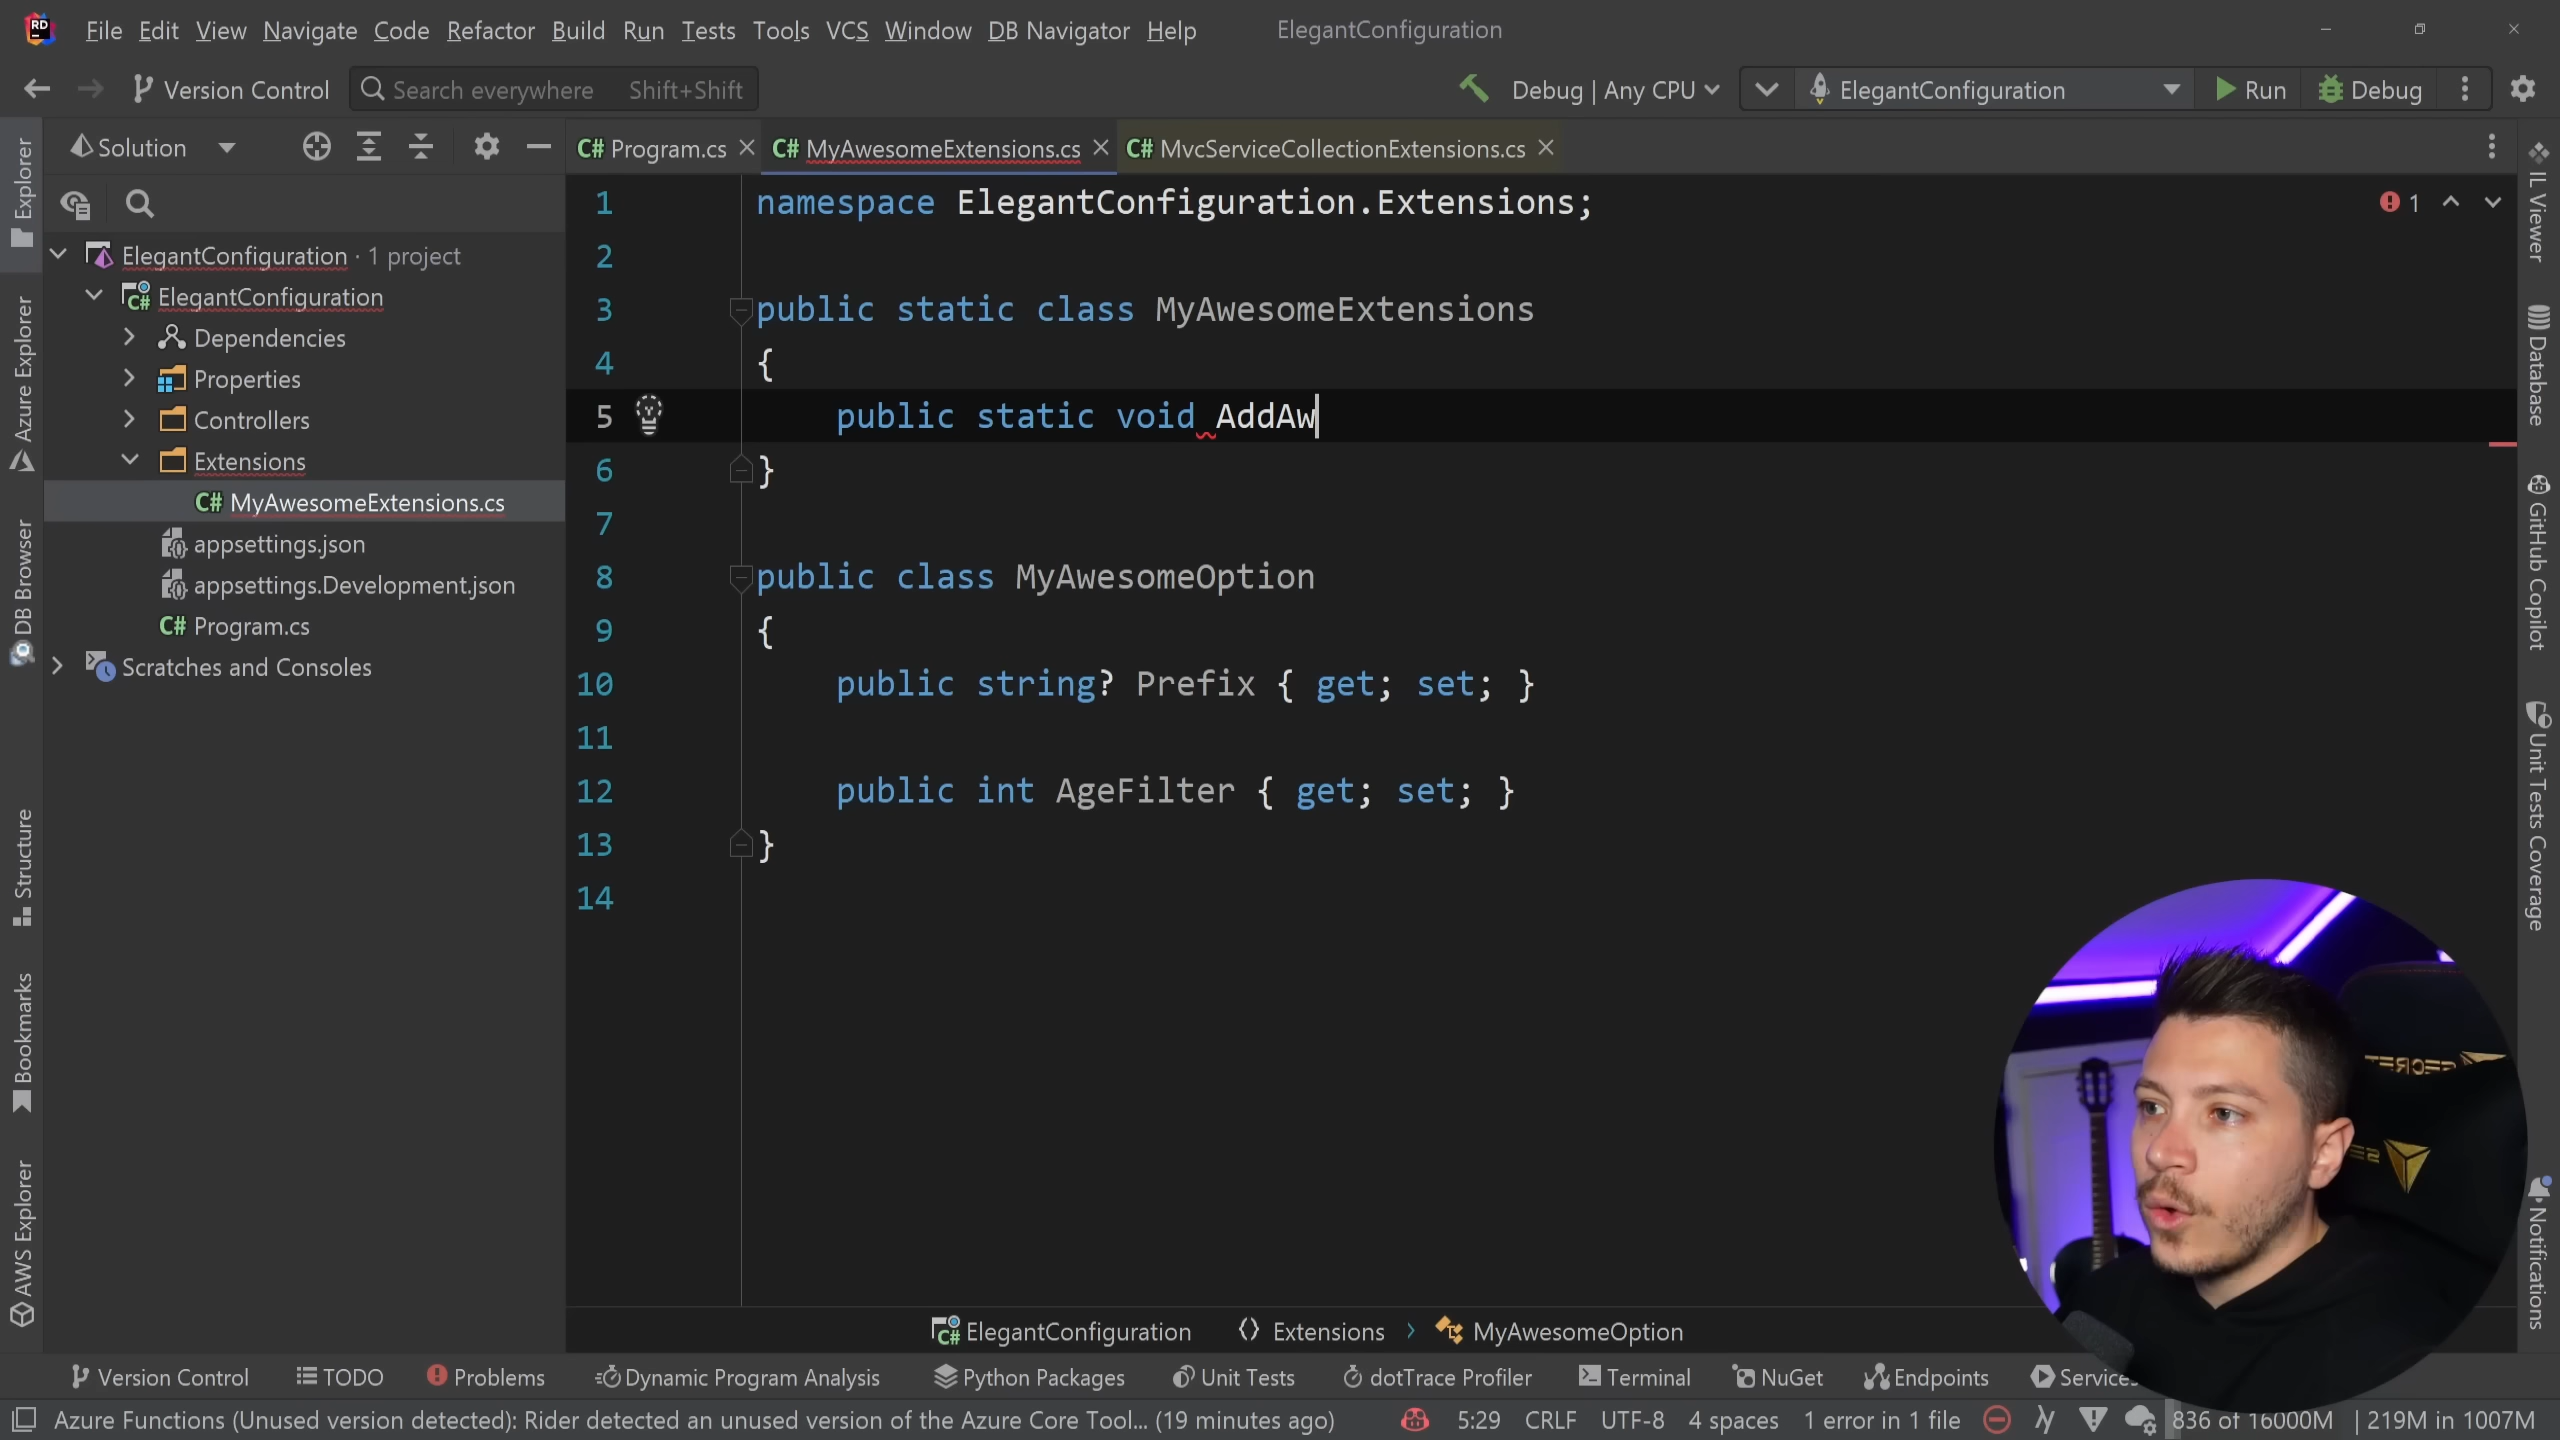 RD File Edit View Navigate Code Refactor Build Run Tests Tools VCS Window DB Navigator Help ElegantConfiguration
Version Control Search everywhere Shift+Shift Debug | Any CPU ElegantConfiguration Run Debug
Solution
C# Program.cs C# MyAwesomeExtensions.cs C# MvcServiceCollectionExtensions.cs
Explorer
Azure Explorer
DB Browser
Structure
Bookmarks
AWS Explorer
ElegantConfiguration · 1 project
C# ElegantConfiguration
Dependencies
Properties
Controllers
Extensions
C# MyAwesomeExtensions.cs
appsettings.json
appsettings.Development.json
C# Program.cs
Scratches and Consoles
1 namespace ElegantConfiguration.Extensions;
1
2
3 public static class MyAwesomeExtensions
4 {
5 public static void AddAw
6 }
7
8 public class MyAwesomeOption
9 {
10 public string? Prefix { get; set; }
11
12 public int AgeFilter { get; set; }
13 }
14
IL Viewer
Database
GitHub Copilot
Unit Tests Coverage
Notifications
C# ElegantConfiguration Extensions MyAwesomeOption
Version Control TODO Problems Dynamic Program Analysis Python Packages Unit Tests dotTrace Profiler Terminal NuGet Endpoints Services
Azure Functions (Unused version detected): Rider detected an unused version of the Azure Core Tool... (19 minutes ago) 5:29 CRLF UTF-8 4 spaces 1 error in 1 file 836 of 16000M | 219M in 1007M